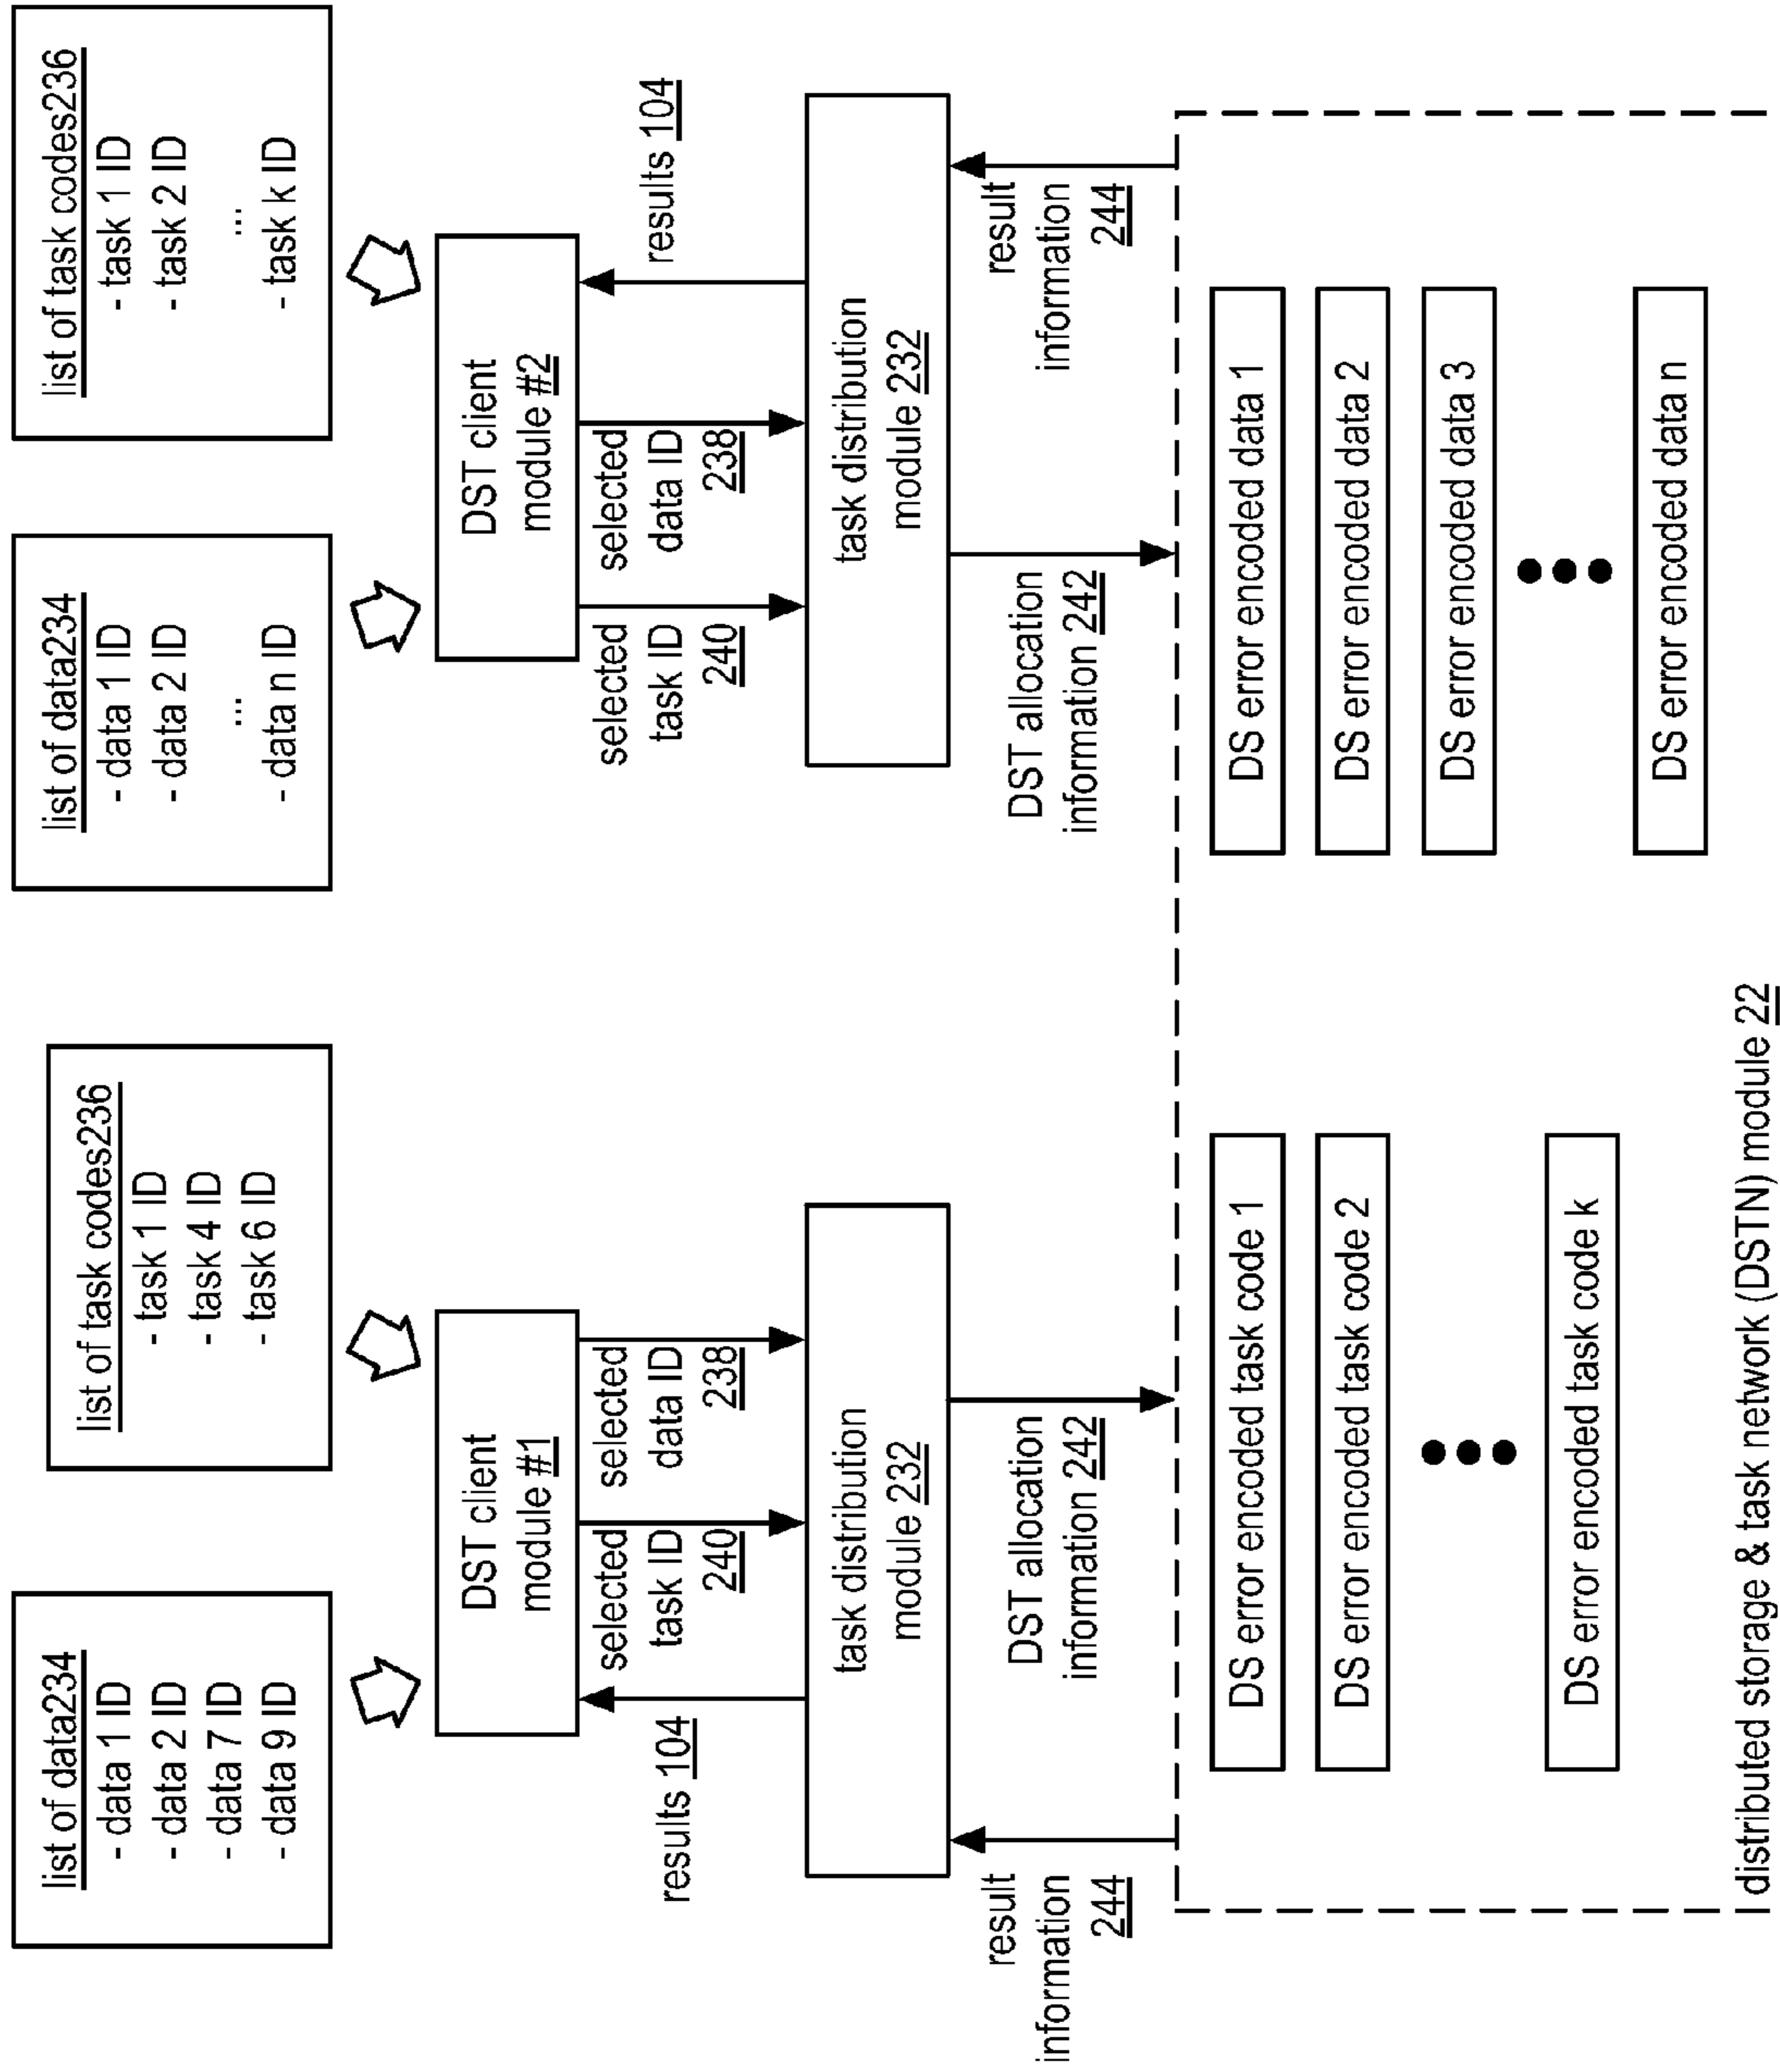 list of data234
- data 1 ID
- data 2 ID
- data 7 ID
- data 9 ID
list of task codes236
- task 1 ID
- task 4 ID
- task 6 ID
list of data234
- data 1 ID
- data 2 ID
...
- data n ID
list of task codes236
- task 1 ID
- task 2 ID
...
- task k ID
DST client
module #1
DST client
module #2
results 104
selected
task ID
240
selected
data ID
238
selected
task ID
240
selected
data ID
238
results 104
task distribution
module 232
task distribution
module 232
result
information
244
DST allocation
information 242
DST allocation
information 242
result
information
244
DS error encoded task code 1
DS error encoded task code 2
DS error encoded task code k
DS error encoded data 1
DS error encoded data 2
DS error encoded data 3
DS error encoded data n
distributed storage & task network (DSTN) module 22